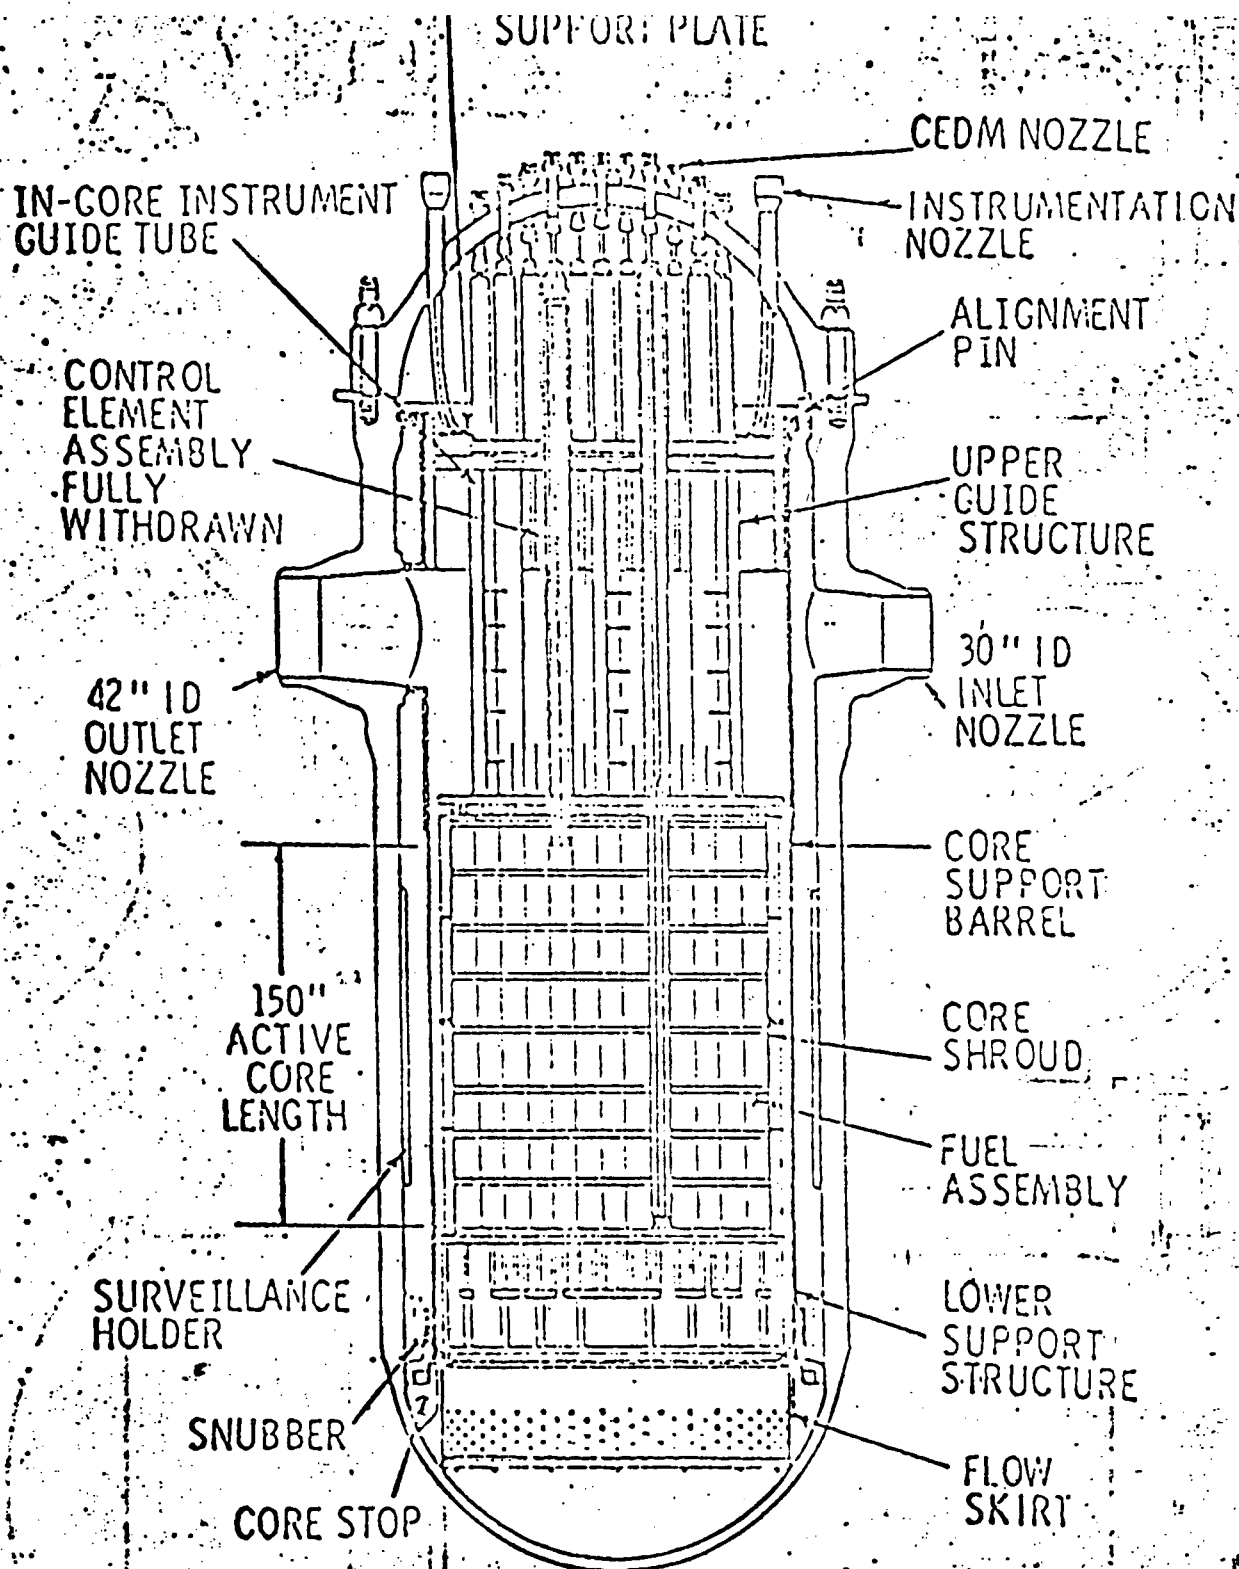 SUPPORT PLATE
CEDM NOZZLE
IN-CORE INSTRUMENT
GUIDE TUBE
INSTRUMENTATION
NOZZLE
ALIGNMENT
PIN
CONTROL
ELEMENT
ASSEMBLY
FULLY
WITHDRAWN
UPPER
GUIDE
STRUCTURE
42" ID
OUTLET
NOZZLE
30" ID
INLET
NOZZLE
CORE
SUPPORT
BARREL
150"
ACTIVE
CORE
LENGTH
CORE
SHROUD
FUEL
ASSEMBLY
SURVEILLANCE
HOLDER
LOWER
SUPPORT
STRUCTURE
SNUBBER
CORE STOP
FLOW
SKIRT